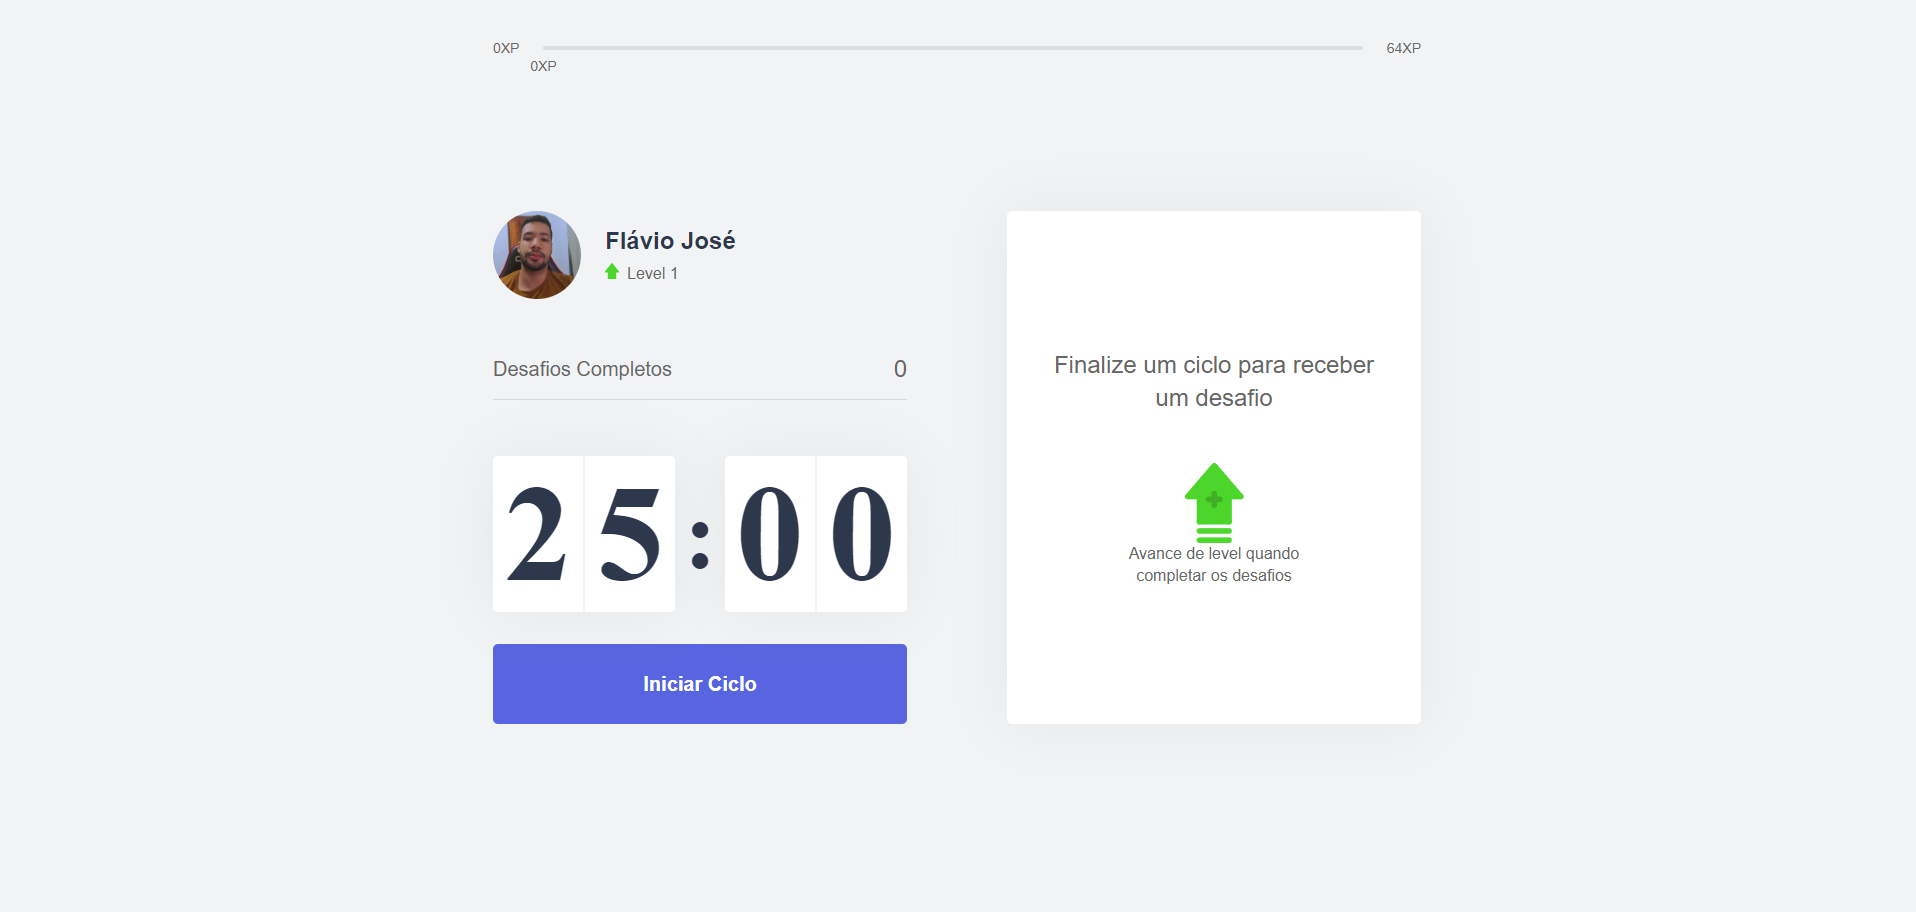 0XP
64XP
0XP
Flávio José
Level 1
Desafios Completos
0
25:00
Iniciar Ciclo
Finalize um ciclo para receber
um desafio
Avance de level quando
completar os desafios